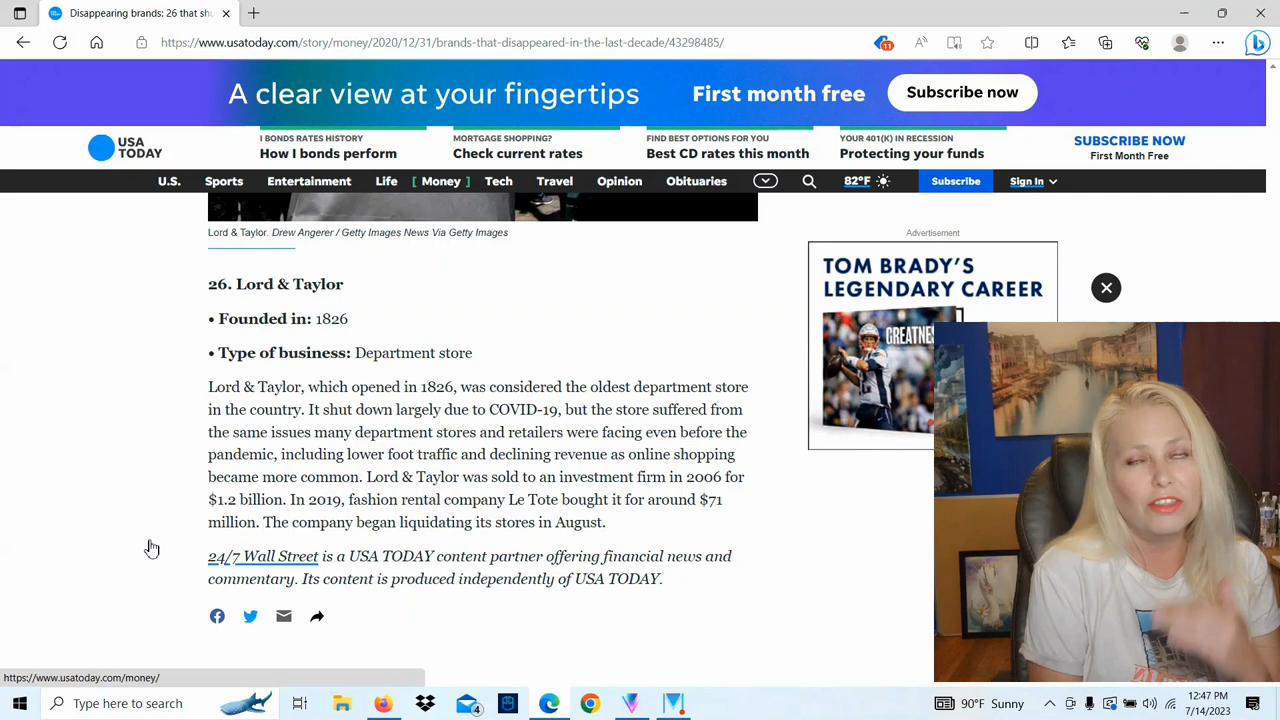 Disappearing brands: 26 that shu
https://www.usatoday.com/story/money/2020/12/31/brands-that-disappeared-in-the-last-decade/43298485/
11
A clear view at your fingertips
First month free
Subscribe now
USA TODAY
I BONDS RATES HISTORY
How I bonds perform
MORTGAGE SHOPPING?
Check current rates
FIND BEST OPTIONS FOR YOU
Best CD rates this month
YOUR 401(K) IN RECESSION
Protecting your funds
SUBSCRIBE NOW
First Month Free
U.S. Sports Entertainment Life [ Money ] Tech Travel Opinion Obituaries 82°F Subscribe Sign In
Lord & Taylor. Drew Angerer / Getty Images News Via Getty Images
Advertisement
TOM BRADY'S
LEGENDARY CAREER
GREATNES
26. Lord & Taylor
• Founded in: 1826
• Type of business: Department store
Lord & Taylor, which opened in 1826, was considered the oldest department store
in the country. It shut down largely due to COVID-19, but the store suffered from
the same issues many department stores and retailers were facing even before the
pandemic, including lower foot traffic and declining revenue as online shopping
became more common. Lord & Taylor was sold to an investment firm in 2006 for
$1.2 billion. In 2019, fashion rental company Le Tote bought it for around $71
million. The company began liquidating its stores in August.
24/7 Wall Street is a USA TODAY content partner offering financial news and
commentary. Its content is produced independently of USA TODAY.
https://www.usatoday.com/money/
Type here to search
4
90°F Sunny
12:47 PM
7/14/2023